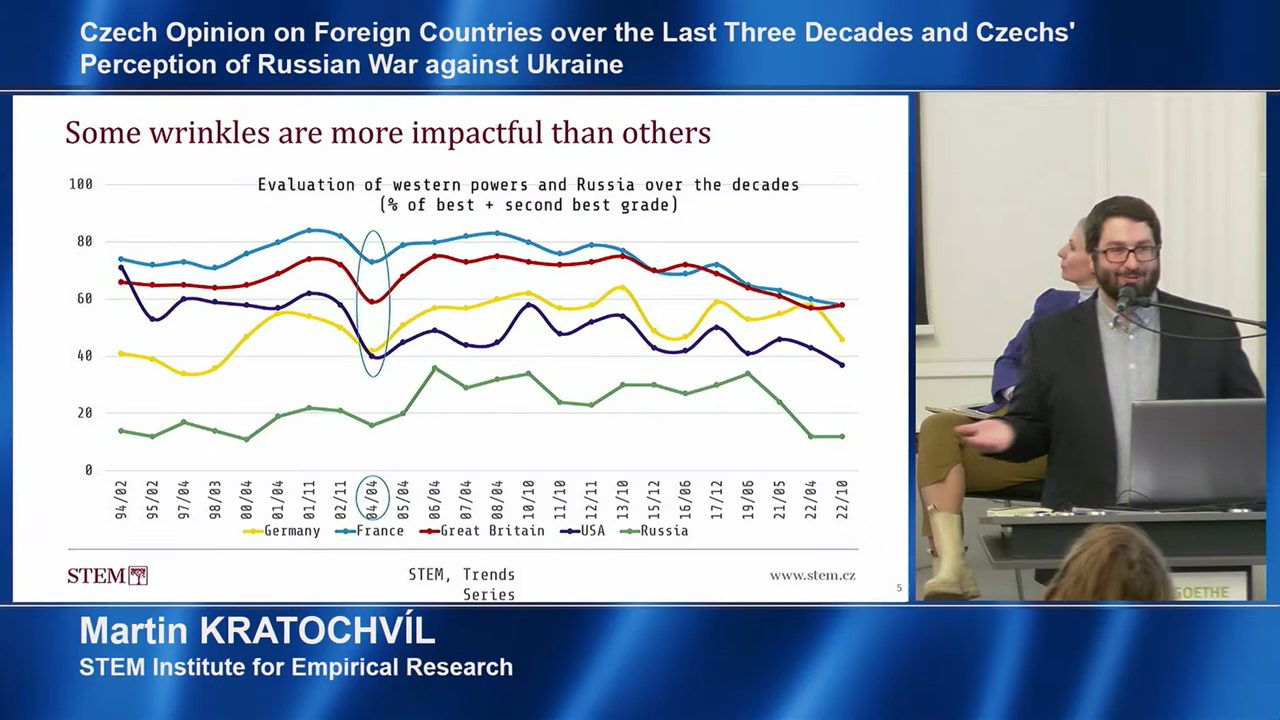 Czech Opinion on Foreign Countries over the Last Three Decades and Czechs'
Perception of Russian War against Ukraine
Some wrinkles are more impactful than others
Evaluation of western powers and Russia over the decades
(% of best + second best grade)
100
80
60
40
20
0
94/02 95/02 97/04 98/03 00/04 01/04 01/11 02/11 04/04 05/04 06/04 07/04 08/04 10/10 11/10 12/11 13/10 15/12 16/06 17/12 19/06 21/05 22/04 22/10
Germany France Great Britain USA Russia
STEM
STEM, Trends
Series
www.stem.cz
5
GOETHE
Martin KRATOCHVÍL
STEM Institute for Empirical Research